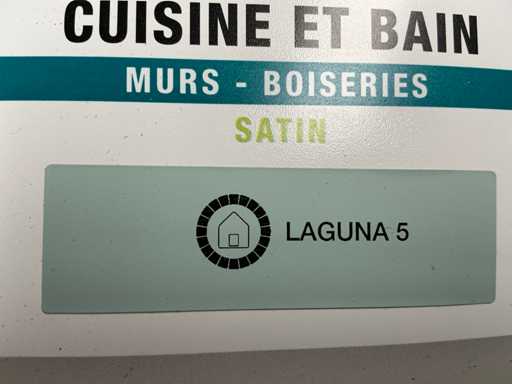 CUISINE ET BAIN
MURS - BOISERIES
SATIN
LAGUNA 5